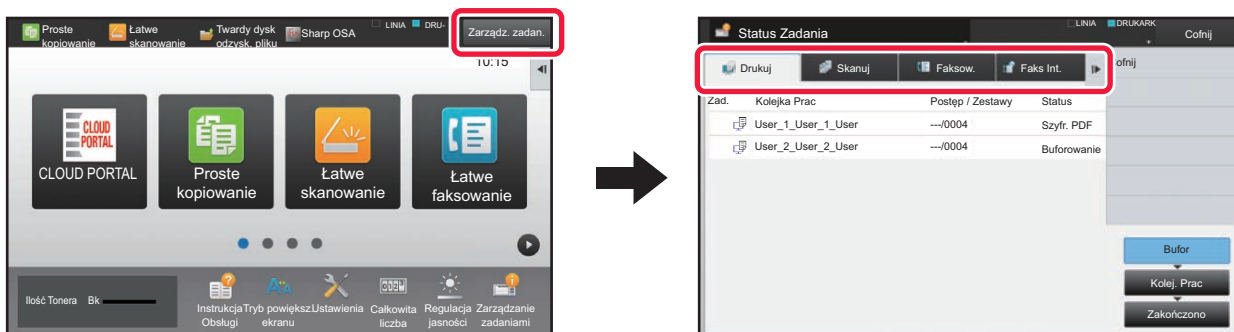 Proste
kopiowanie
Łatwe
skanowanie
Twardy dysk
odzysk. pliku
Sharp OSA
LINIA
DRU-
Zarządz. zadan.
10:15
CLOUD
PORTAL
CLOUD PORTAL
Proste
kopiowanie
Łatwe
skanowanie
Łatwe
faksowanie
Ilość Tonera Bk
Instrukcja
Obsługi
Tryb powiększ.
ekranu
Ustawienia
Całkowita
liczba
Regulacja
jasności
Zarządzanie
zadaniami
Status Zadania
LINIA
DRUKARK
Cofnij
Drukuj
Skanuj
Faksow.
Faks Int.
ofnij
Zad. Kolejka Prac Postęp / Zestawy Status
User_1_User_1_User ---/0004 Szyfr. PDF
User_2_User_2_User ---/0004 Buforowanie
Bufor
Kolej. Prac
Zakończono